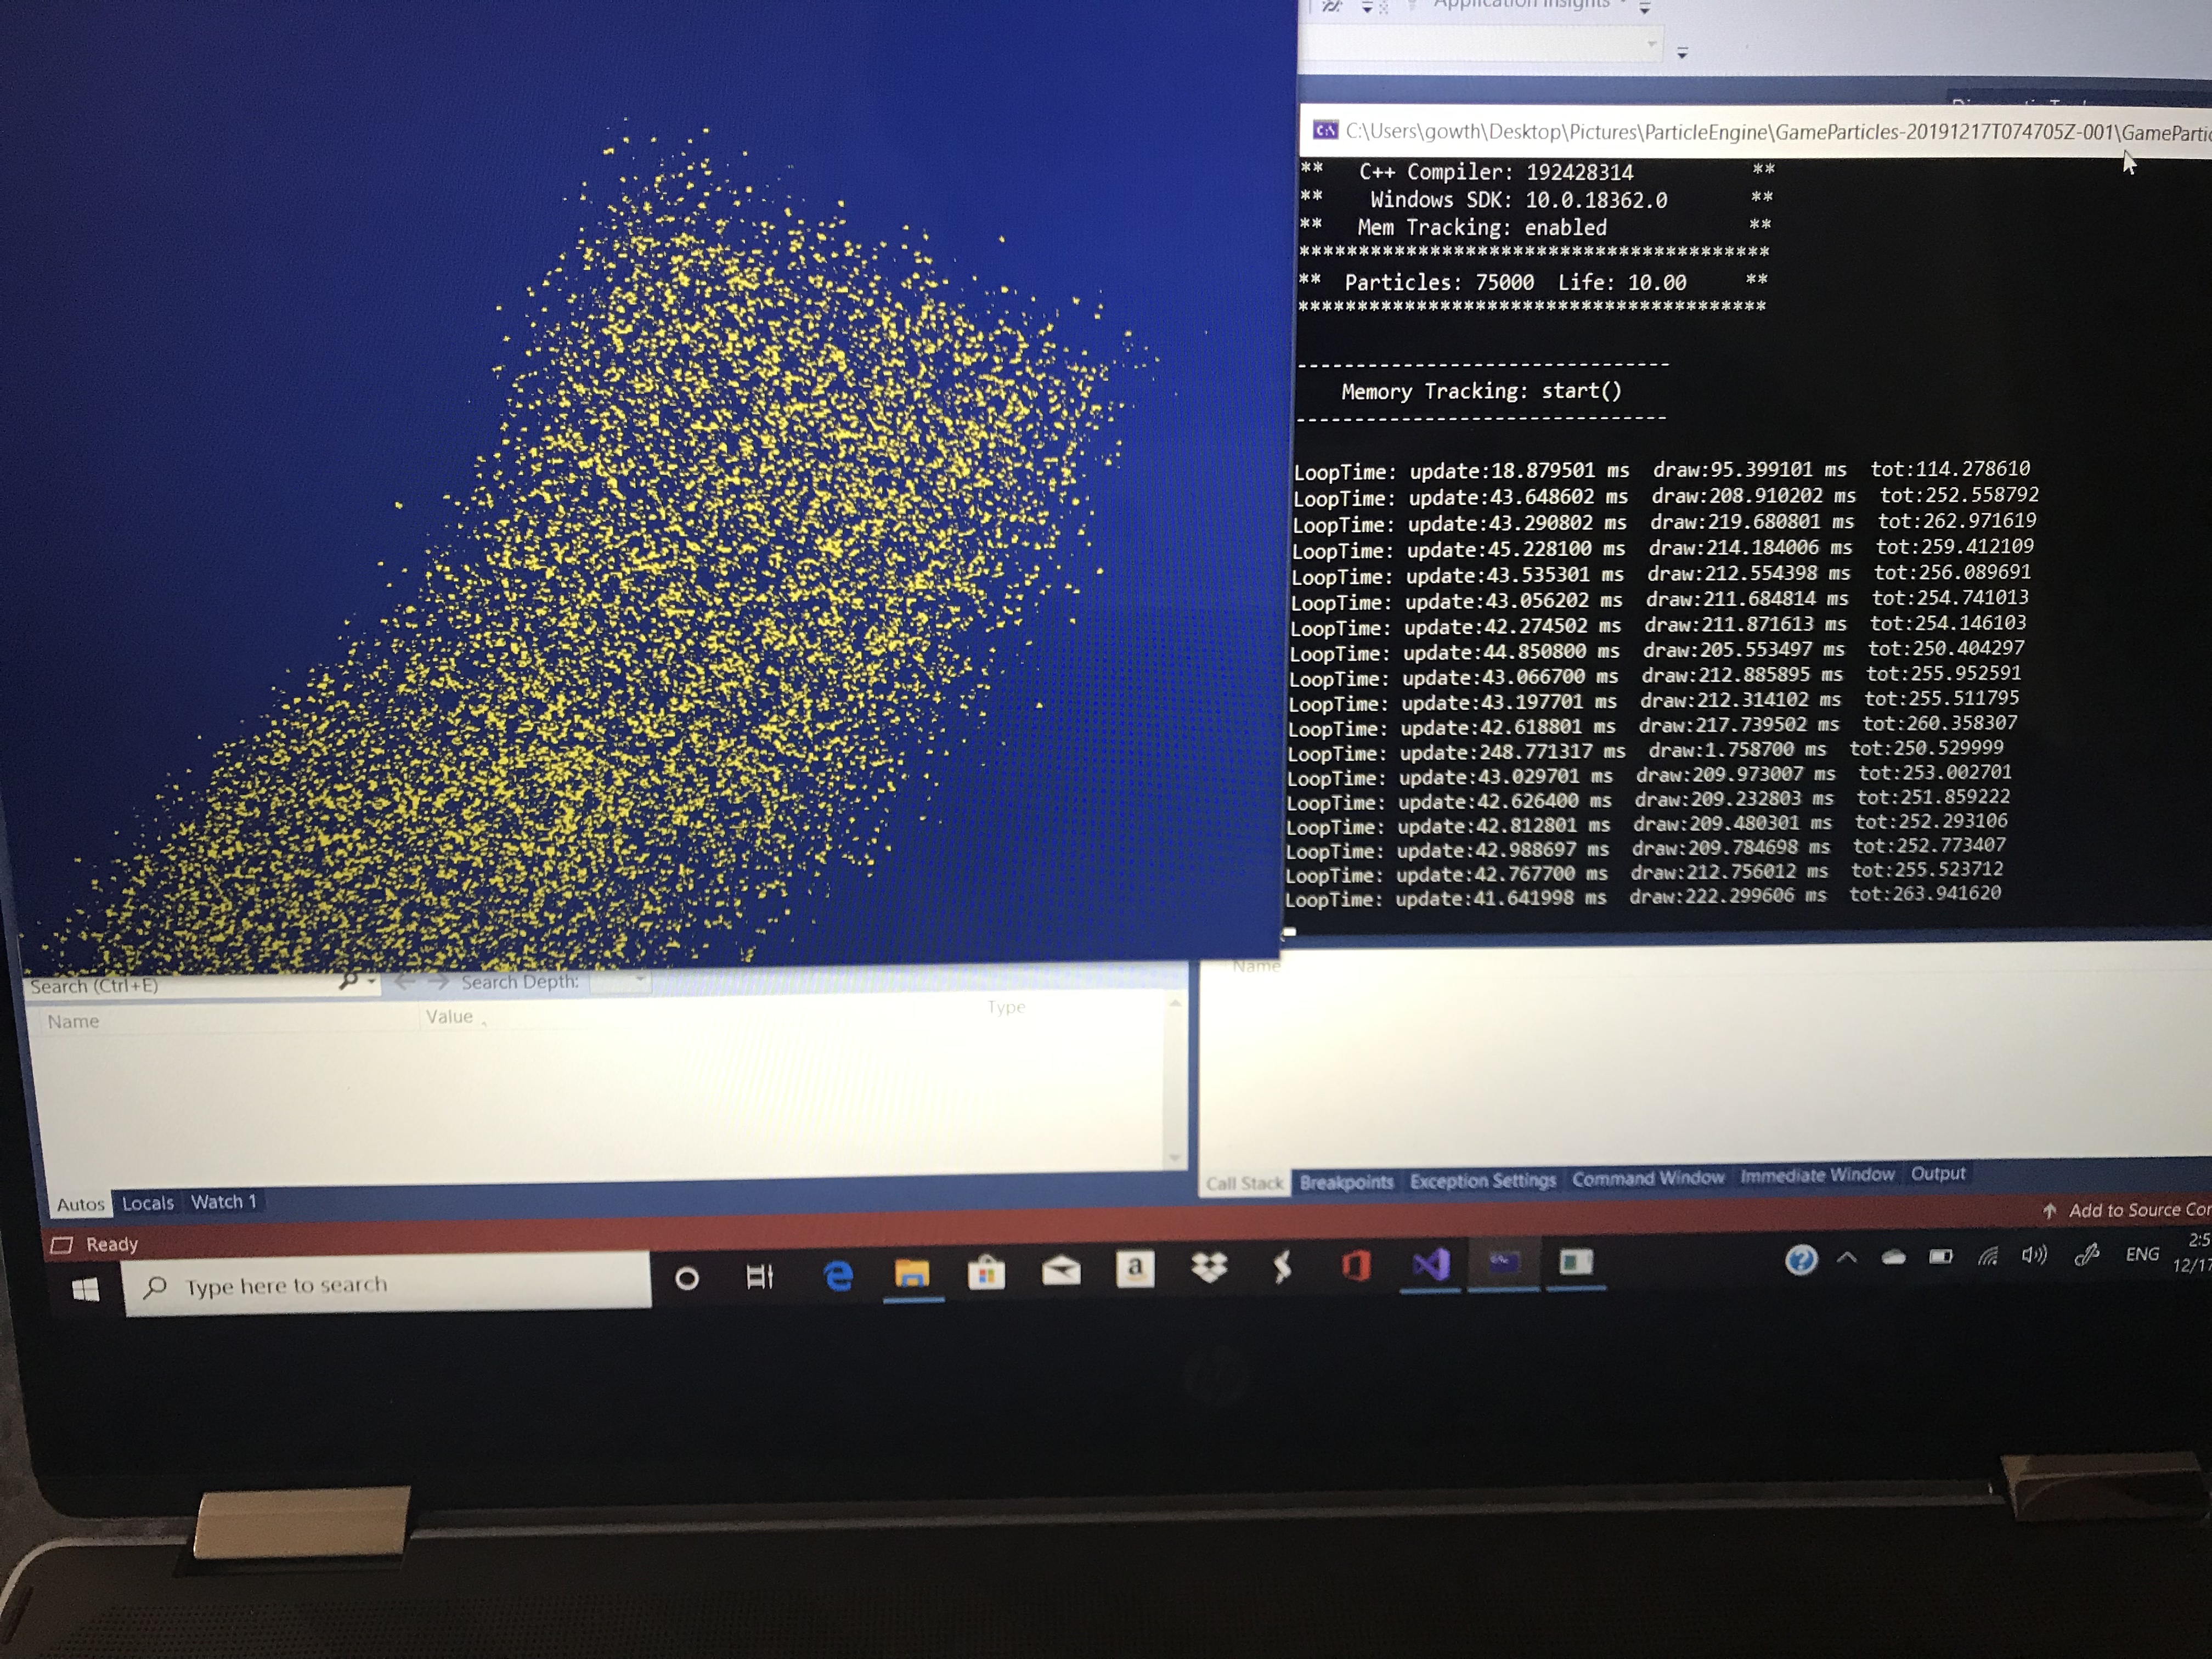 Application Insights
C:\Users\gowth\Desktop\Pictures\ParticleEngine\GameParticles-20191217T074705Z-001\GamePartic
** C++ Compiler: 192428314 **
** Windows SDK: 10.0.18362.0 **
** Mem Tracking: enabled **
****************************************
** Particles: 75000 Life: 10.00 **
****************************************
-------------------------------
Memory Tracking: start()
-------------------------------
LoopTime: update:18.879501 ms draw:95.399101 ms tot:114.278610
LoopTime: update:43.648602 ms draw:208.910202 ms tot:252.558792
LoopTime: update:43.290802 ms draw:219.680801 ms tot:262.971619
LoopTime: update:45.228100 ms draw:214.184006 ms tot:259.412109
LoopTime: update:43.535301 ms draw:212.554398 ms tot:256.089691
LoopTime: update:43.056202 ms draw:211.684814 ms tot:254.741013
LoopTime: update:42.274502 ms draw:211.871613 ms tot:254.146103
LoopTime: update:44.850800 ms draw:205.553497 ms tot:250.404297
LoopTime: update:43.066700 ms draw:212.885895 ms tot:255.952591
LoopTime: update:43.197701 ms draw:212.314102 ms tot:255.511795
LoopTime: update:42.618801 ms draw:217.739502 ms tot:260.358307
LoopTime: update:248.771317 ms draw:1.758700 ms tot:250.529999
LoopTime: update:43.029701 ms draw:209.973007 ms tot:253.002701
LoopTime: update:42.626400 ms draw:209.232803 ms tot:251.859222
LoopTime: update:42.812801 ms draw:209.480301 ms tot:252.293106
LoopTime: update:42.988697 ms draw:209.784698 ms tot:252.773407
LoopTime: update:42.767700 ms draw:212.756012 ms tot:255.523712
LoopTime: update:41.641998 ms draw:222.299606 ms tot:263.941620
Search (Ctrl+E) Search Depth:
Name Value Type
Name
Autos Locals Watch 1
Call Stack Breakpoints Exception Settings Command Window Immediate Window Output
Ready
Add to Source Cor
Type here to search
a
ENG
2:5
12/17